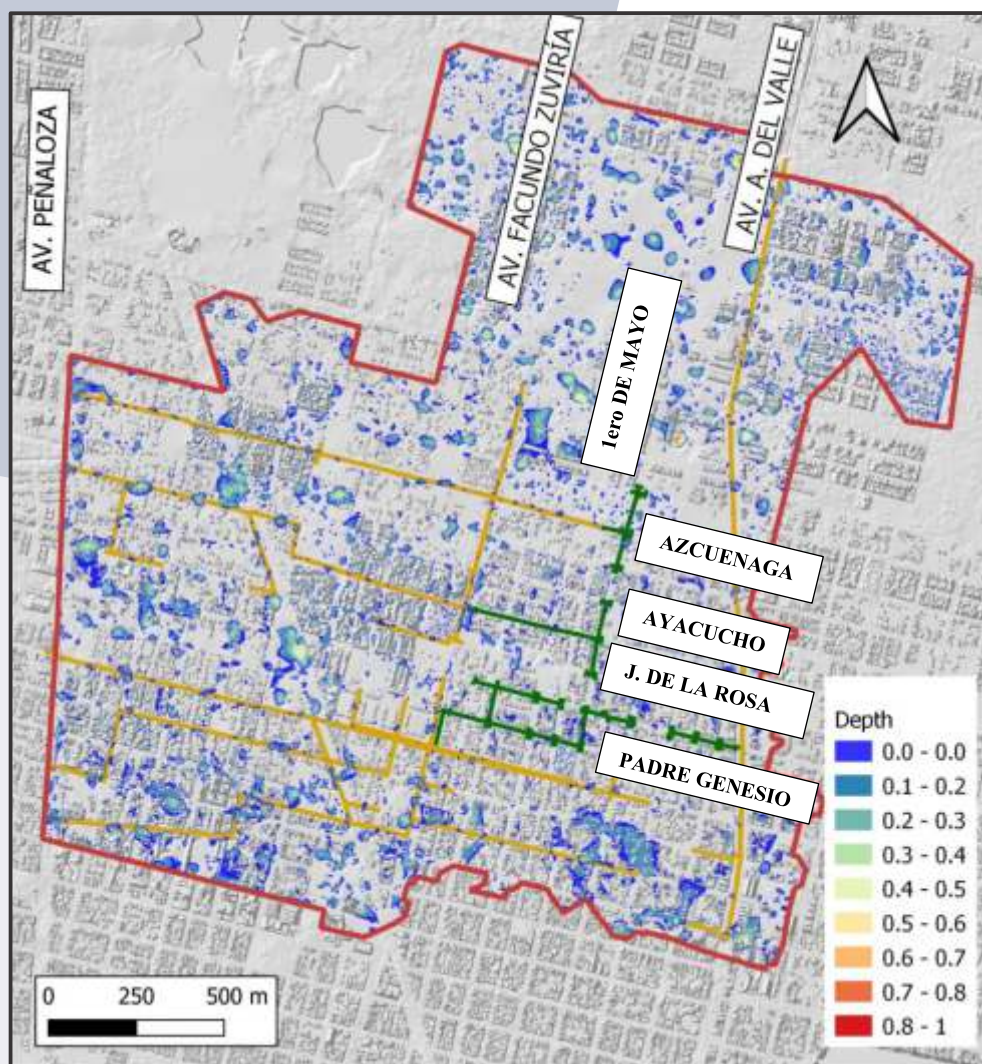 AV. PEÑALOZA
AV. FACUNDO ZUVIRÍA
AV. A. DEL VALLE
1ero DE MAYO
AZCUENAGA
AYACUCHO
J. DE LA ROSA
PADRE GENESIO
Depth
0.0 - 0.0
0.1 - 0.2
0.2 - 0.3
0.3 - 0.4
0.4 - 0.5
0.5 - 0.6
0.6 - 0.7
0.7 - 0.8
0.8 - 1
0 250 500 m